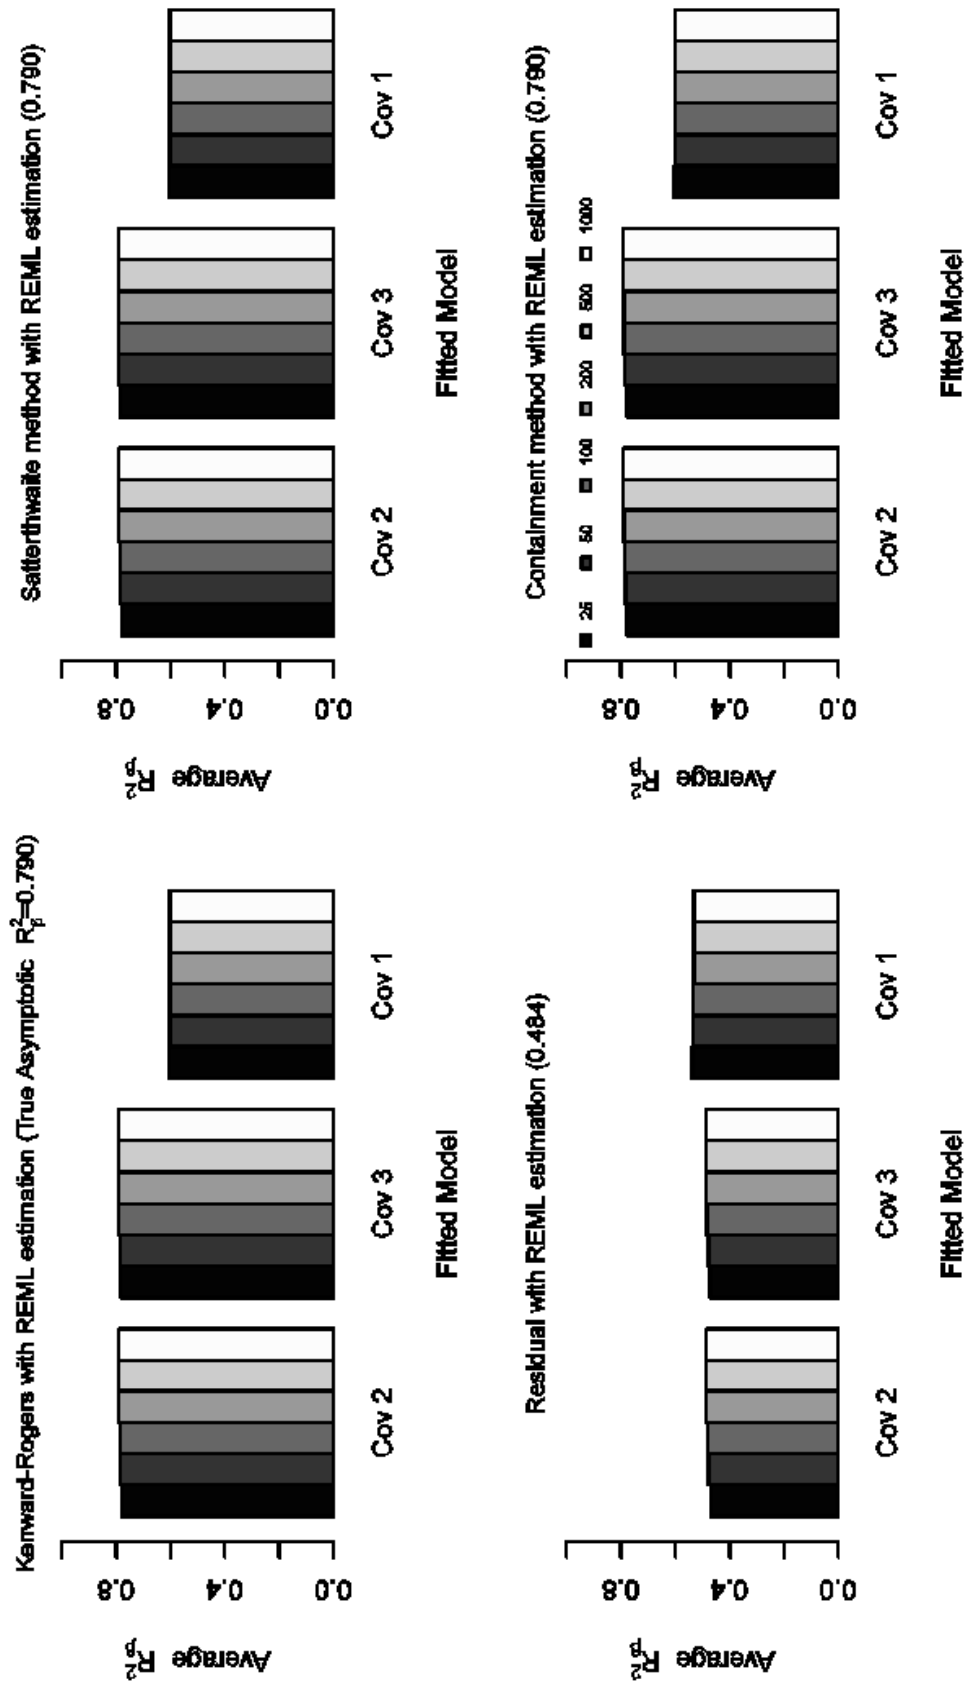 Kenward-Rogers with REML estimation (True Asymptotic R²β=0.790)
Average R²β
0.0 0.4 0.8
Cov 2 Cov 3 Cov 1
Fitted Model
Satterthwaite method with REML estimation (0.790)
Average R²β
0.0 0.4 0.8
Cov 2 Cov 3 Cov 1
Fitted Model
Residual with REML estimation (0.484)
Average R²β
0.0 0.4 0.8
Cov 2 Cov 3 Cov 1
Fitted Model
Containment method with REML estimation (0.790)
25 50 100 200 500 1000
Average R²β
0.0 0.4 0.8
Cov 2 Cov 3 Cov 1
Fitted Model